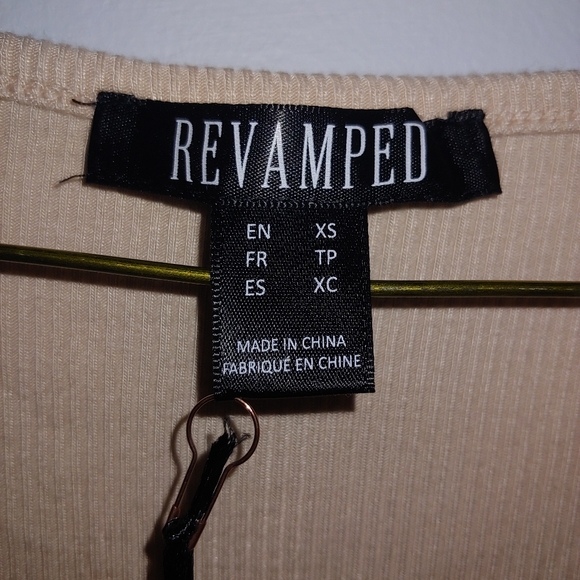 REVAMPED
EN XS
FR TP
ES XC
MADE IN CHINA
FABRIQUÉ EN CHINE